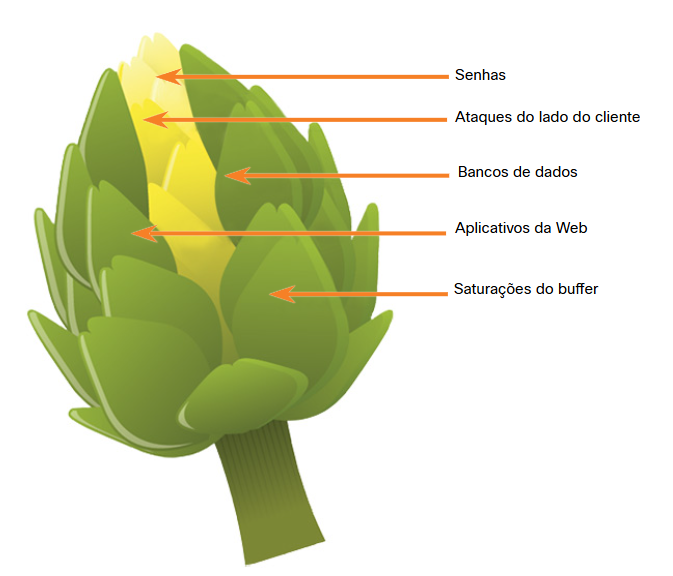 Senhas
Ataques do lado do cliente
Bancos de dados
Aplicativos da Web
Saturações do buffer